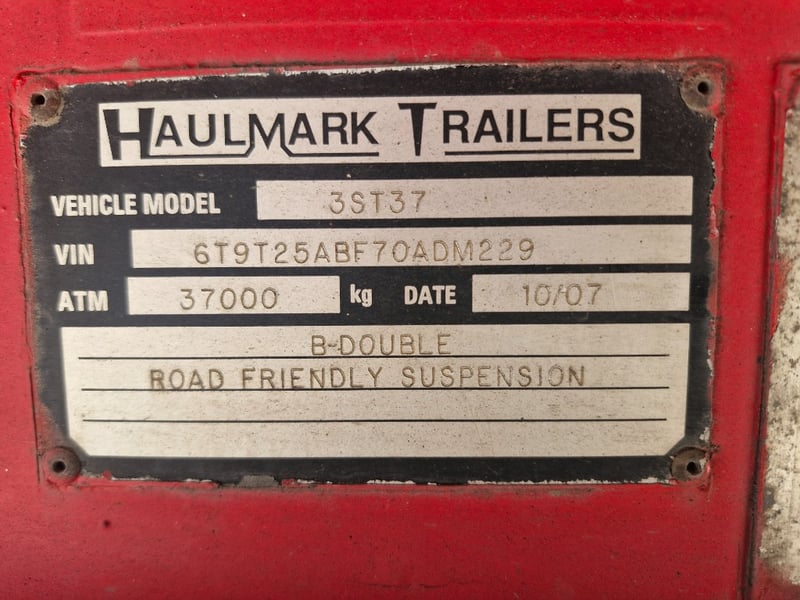 HAULMARK TRAILERS
VEHICLE MODEL 3ST37
VIN 6T9T25ABF70ADM229
ATM 37000 kg DATE 10/07
B-DOUBLE
ROAD FRIENDLY SUSPENSION